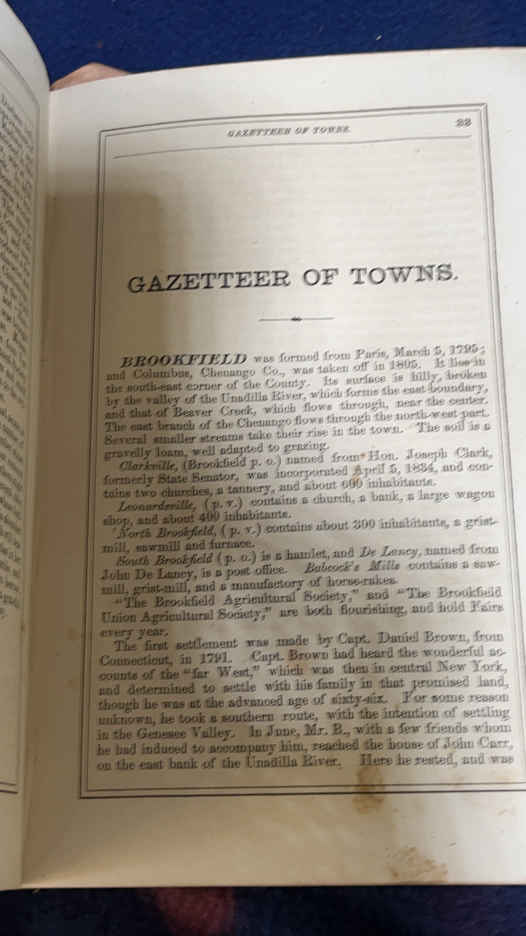 GAZETTEER OF TOWNS.
33
GAZETTEER OF TOWNS.
BROOKFIELD was formed from Paris, March 5, 1795;
and Columbus, Chenango Co., was taken off in 1805. It lies in
the south-east corner of the County. Its surface is hilly, broken
by the valley of the Unadilla River, which forms the east boundary,
and that of Beaver Creek, which flows through, near the center.
The east branch of the Chenango flows through the north-west part.
Several smaller streams take their rise in the town. The soil is a
gravelly loam, well adapted to grazing.
Clarkville, (Brookfield p. o.) named from Hon. Joseph Clark,
formerly State Senator, was incorporated April 5, 1834, and con-
tains two churches, a tannery, and about 600 inhabitants.
Leonardsville, (p. v.) contains a church, a bank, a large wagon
shop, and about 400 inhabitants.
North Brookfield, (p. v.) contains about 300 inhabitants, a grist-
mill, sawmill and furnace.
South Brookfield (p. o.) is a hamlet, and De Lancy, named from
John De Lancy, is a post office. Babcock's Mills contains a saw-
mill, grist-mill, and a manufactory of horse-rakes.
"The Brookfield Agricultural Society," and "The Brookfield
Union Agricultural Society," are both flourishing, and hold Fairs
every year.
The first settlement was made by Capt. Daniel Brown, from
Connecticut, in 1791. Capt. Brown had heard the wonderful ac-
counts of the "far West," which was then in central New York,
and determined to settle with his family in that promised land,
though he was at the advanced age of sixty-six. For some reason
unknown, he took a southern route, with the intention of settling
in the Genesee Valley. In June, Mr. B., with a few friends whom
he had induced to accompany him, reached the house of John Carr,
on the east bank of the Unadilla River. Here he rested, and was